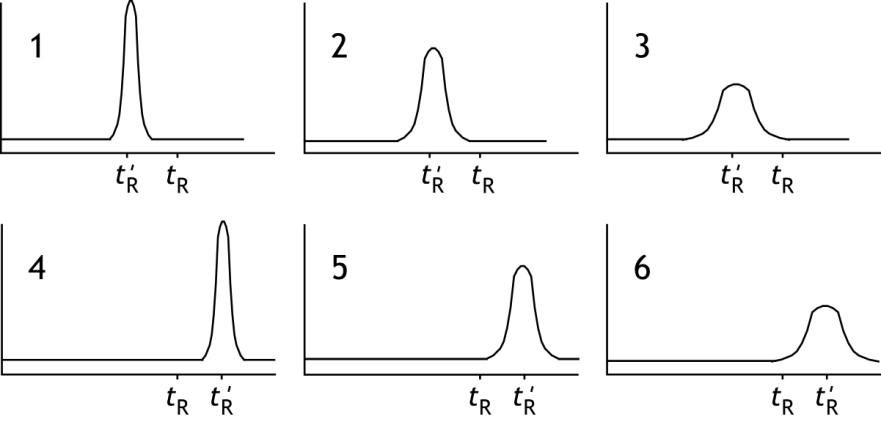 1 2 3
t′R tR t′R tR t′R tR
4 5 6
tR t′R tR t′R tR t′R